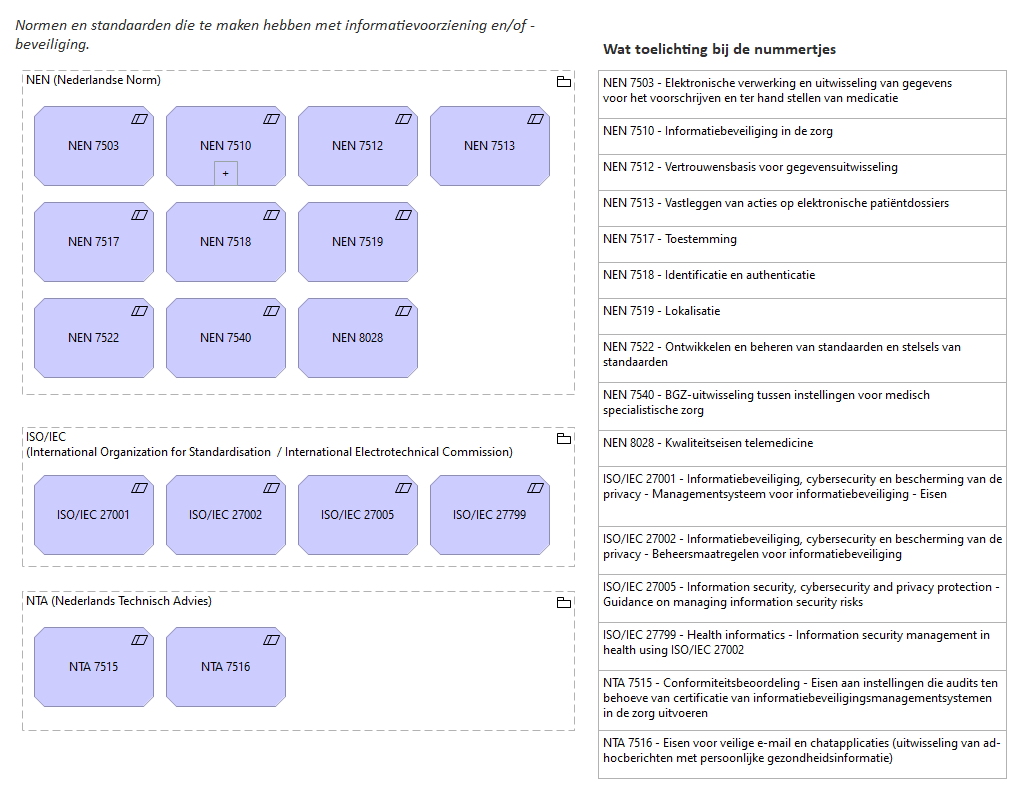 Normen en standaarden die te maken hebben met informatievoorziening en/of -
beveiliging.
NEN (Nederlandse Norm)
NEN 7503
NEN 7510
+
NEN 7512
NEN 7513
NEN 7517
NEN 7518
NEN 7519
NEN 7522
NEN 7540
NEN 8028
ISO/IEC
(International Organization for Standardisation / International Electrotechnical Commission)
ISO/IEC 27001
ISO/IEC 27002
ISO/IEC 27005
ISO/IEC 27799
NTA (Nederlands Technisch Advies)
NTA 7515
NTA 7516
Wat toelichting bij de nummertjes
NEN 7503 - Elektronische verwerking en uitwisseling van gegevens
voor het voorschrijven en ter hand stellen van medicatie
NEN 7510 - Informatiebeveiliging in de zorg
NEN 7512 - Vertrouwensbasis voor gegevensuitwisseling
NEN 7513 - Vastleggen van acties op elektronische patiëntdossiers
NEN 7517 - Toestemming
NEN 7518 - Identificatie en authenticatie
NEN 7519 - Lokalisatie
NEN 7522 - Ontwikkelen en beheren van standaarden en stelsels van
standaarden
NEN 7540 - BGZ-uitwisseling tussen instellingen voor medisch
specialistische zorg
NEN 8028 - Kwaliteitseisen telemedicine
ISO/IEC 27001 - Informatiebeveiliging, cybersecurity en bescherming van de
privacy - Managementsysteem voor informatiebeveiliging - Eisen
ISO/IEC 27002 - Informatiebeveiliging, cybersecurity en bescherming van de
privacy - Beheersmaatregelen voor informatiebeveiliging
ISO/IEC 27005 - Information security, cybersecurity and privacy protection -
Guidance on managing information security risks
ISO/IEC 27799 - Health informatics - Information security management in
health using ISO/IEC 27002
NTA 7515 - Conformiteitsbeoordeling - Eisen aan instellingen die audits ten
behoeve van certificatie van informatiebeveiligingsmanagementsystemen
in de zorg uitvoeren
NTA 7516 - Eisen voor veilige e-mail en chatapplicaties (uitwisseling van ad-
hocberichten met persoonlijke gezondheidsinformatie)